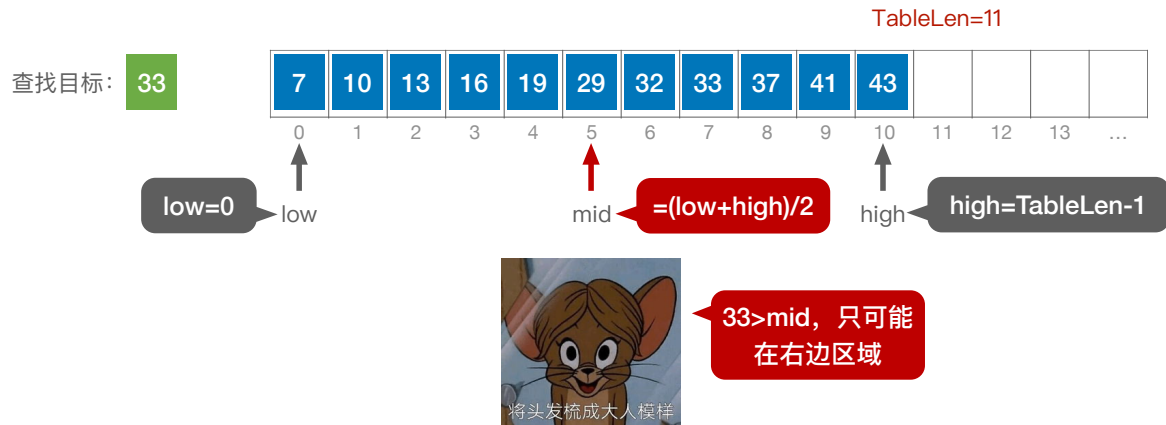 TableLen=11
查找目标：33
7 10 13 16 19 29 32 33 37 41 43
0 1 2 3 4 5 6 7 8 9 10 11 12 13 ...
low=0
low
mid
=(low+high)/2
high
high=TableLen-1
33>mid，只可能
在右边区域
将头发梳成大人模样